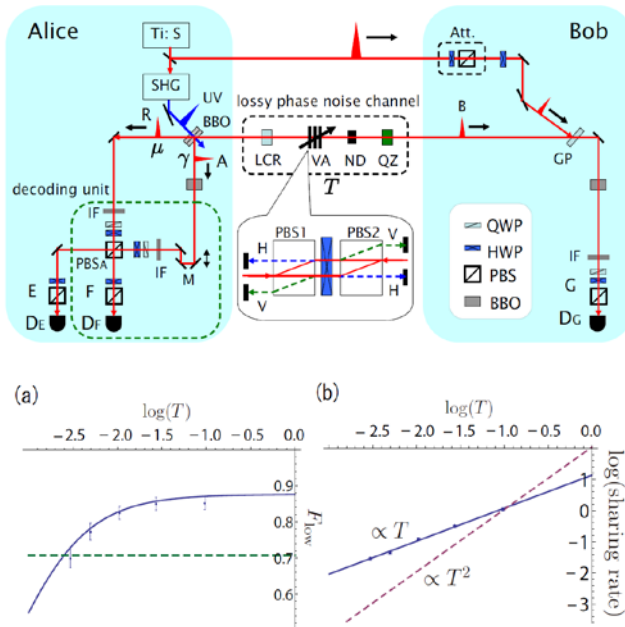 Alice
Bob
Ti: S
Att.
SHG
UV
lossy phase noise channel
R
BBO
B
μ
γ
A
LCR
VA
ND
QZ
GP
T
decoding unit
IF
PBS1
PBS2
QWP
H
V
HWP
PBSA
IF
M
PBS
IF
E
F
V
H
BBO
G
DE
DF
DG
(a)
(b)
log(T)
log(T)
-2.5
-2.0
-1.5
-1.0
-0.5
0.0
-2.5
-2.0
-1.5
-1.0
-0.5
0.0
0.9
0.8
0.7
0.6
Flow
∝ T
∝ T²
1
0
-1
-2
-3
log(sharing rate)